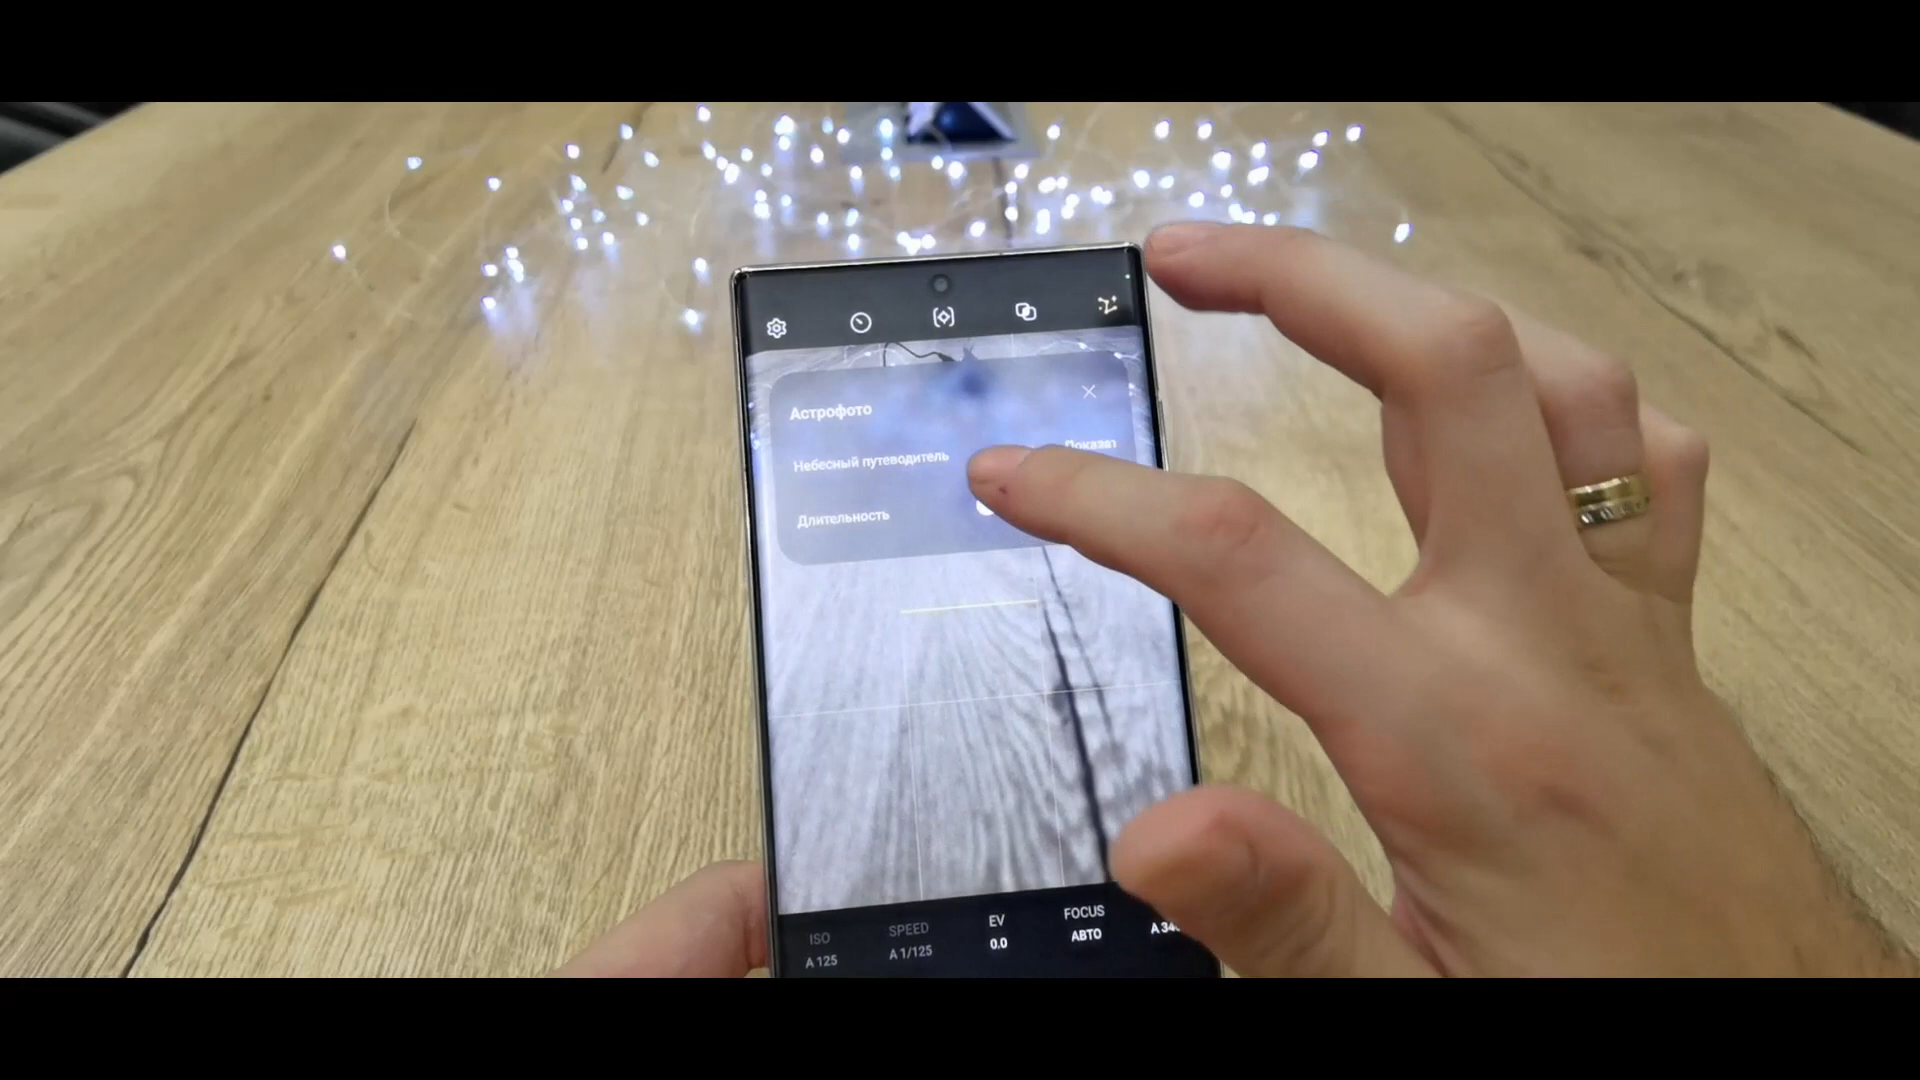 Астрофото
Небесный путеводитель
Длительность
ISO SPEED EV FOCUS
A 125 A 1/125 0.0 АВТО